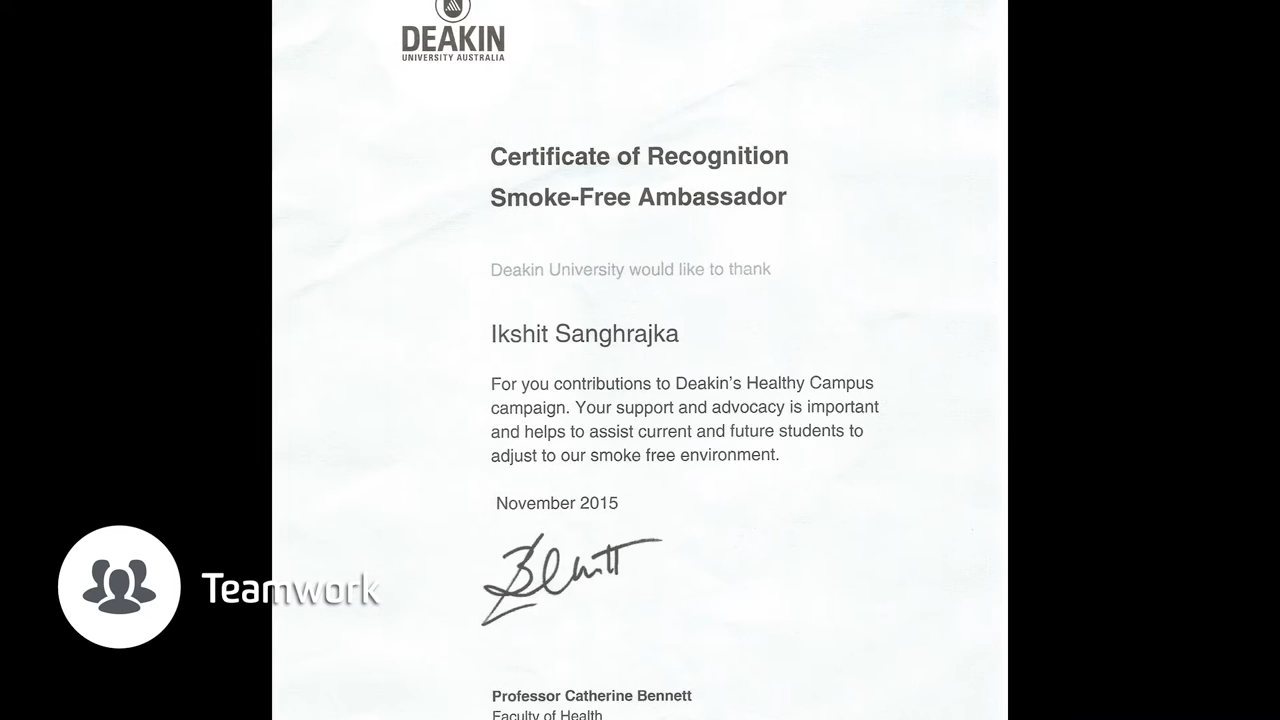 DEAKIN
UNIVERSITY AUSTRALIA
Certificate of Recognition
Smoke-Free Ambassador
Deakin University would like to thank
Ikshit Sanghrajka
For you contributions to Deakin's Healthy Campus
campaign. Your support and advocacy is important
and helps to assist current and future students to
adjust to our smoke free environment.
November 2015
Bennett
Teamwork
Professor Catherine Bennett
Faculty of Health